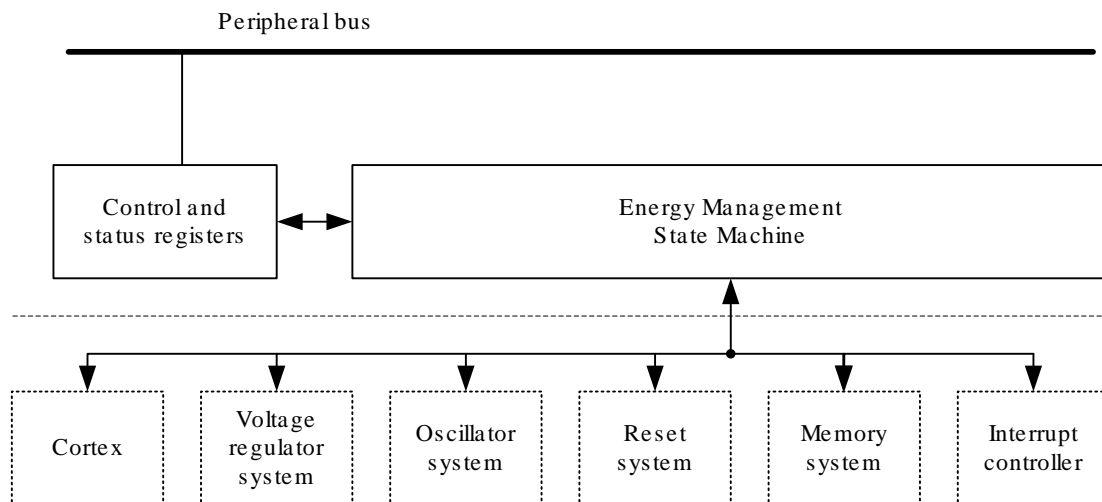 Peripheral bus
Control and
status registers
Energy Management
State Machine
Cortex
Voltage
regulator
system
Oscillator
system
Reset
system
Memory
system
Interrupt
controller